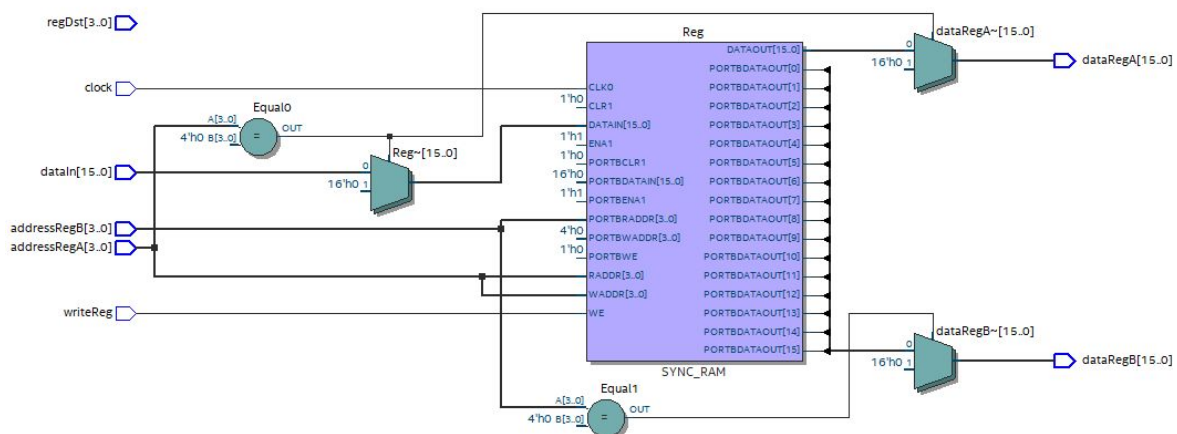 regDst[3..0]
clock
Equal0
A[3..0]
4'h0 B[3..0]
=
OUT
dataIn[15..0]
Reg~[15..0]
0
16'h0 1
addressRegB[3..0]
addressRegA[3..0]
writeReg
Reg
CLK0
1'h0
CLR1
DATAIN[15..0]
1'h1
ENA1
1'h0
PORTBCLR1
16'h0
PORTBDATAIN[15..0]
1'h1
PORTBENA1
PORTBRADDR[3..0]
4'h0
PORTBWADDR[3..0]
1'h0
PORTBWE
RADDR[3..0]
WADDR[3..0]
WE
DATAOUT[15..0]
PORTBDATAOUT[0]
PORTBDATAOUT[1]
PORTBDATAOUT[2]
PORTBDATAOUT[3]
PORTBDATAOUT[4]
PORTBDATAOUT[5]
PORTBDATAOUT[6]
PORTBDATAOUT[7]
PORTBDATAOUT[8]
PORTBDATAOUT[9]
PORTBDATAOUT[10]
PORTBDATAOUT[11]
PORTBDATAOUT[12]
PORTBDATAOUT[13]
PORTBDATAOUT[14]
PORTBDATAOUT[15]
SYNC_RAM
Equal1
A[3..0]
4'h0 B[3..0]
=
OUT
dataRegA~[15..0]
0
16'h0 1
dataRegA[15..0]
dataRegB~[15..0]
0
16'h0 1
dataRegB[15..0]